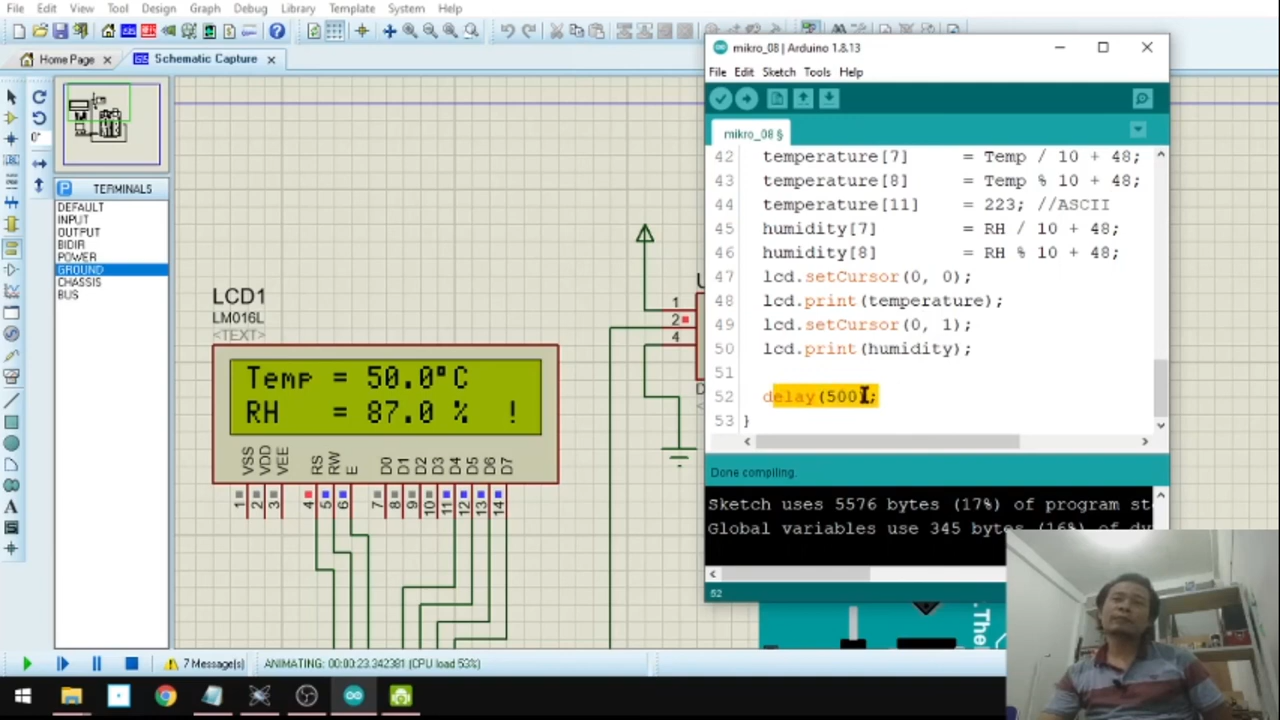 File Edit View Tool Design Graph Debug Library Template System Help
Home Page
Schematic Capture
0°
P TERMINALS
DEFAULT
INPUT
OUTPUT
BIDIR
POWER
GROUND
CHASSIS
BUS
LCD1
LM016L
<TEXT>
Temp = 50.0°C
RH = 87.0 % !
VSS VDD VEE RS RW E D0 D1 D2 D3 D4 D5 D6 D7
1 2 3 4 5 6 7 8 9 10 11 12 13 14
1
2
4
mikro_08 | Arduino 1.8.13
File Edit Sketch Tools Help
mikro_08 §
42 temperature[7] = Temp / 10 + 48;
43 temperature[8] = Temp % 10 + 48;
44 temperature[11] = 223; //ASCII
45 humidity[7] = RH / 10 + 48;
46 humidity[8] = RH % 10 + 48;
47 lcd.setCursor(0, 0);
48 lcd.print(temperature);
49 lcd.setCursor(0, 1);
50 lcd.print(humidity);
51
52 delay(500);
53 }
Done compiling.
Sketch uses 5576 bytes (17%) of program st
Global variables use 345 bytes (16%) of dy
52
7 Message(s)
ANIMATING: 00:00:23.342381 (CPU load 53%)